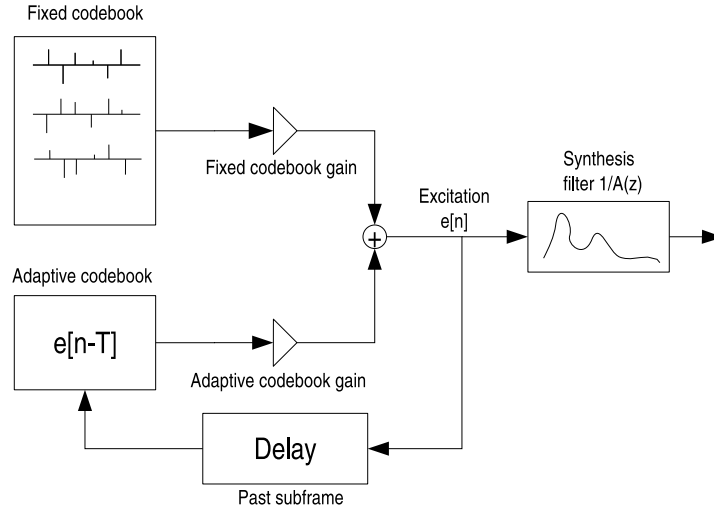 Fixed codebook
Fixed codebook gain
Synthesis
filter 1/A(z)
Excitation
e[n]
+
Adaptive codebook
e[n-T]
Adaptive codebook gain
Delay
Past subframe